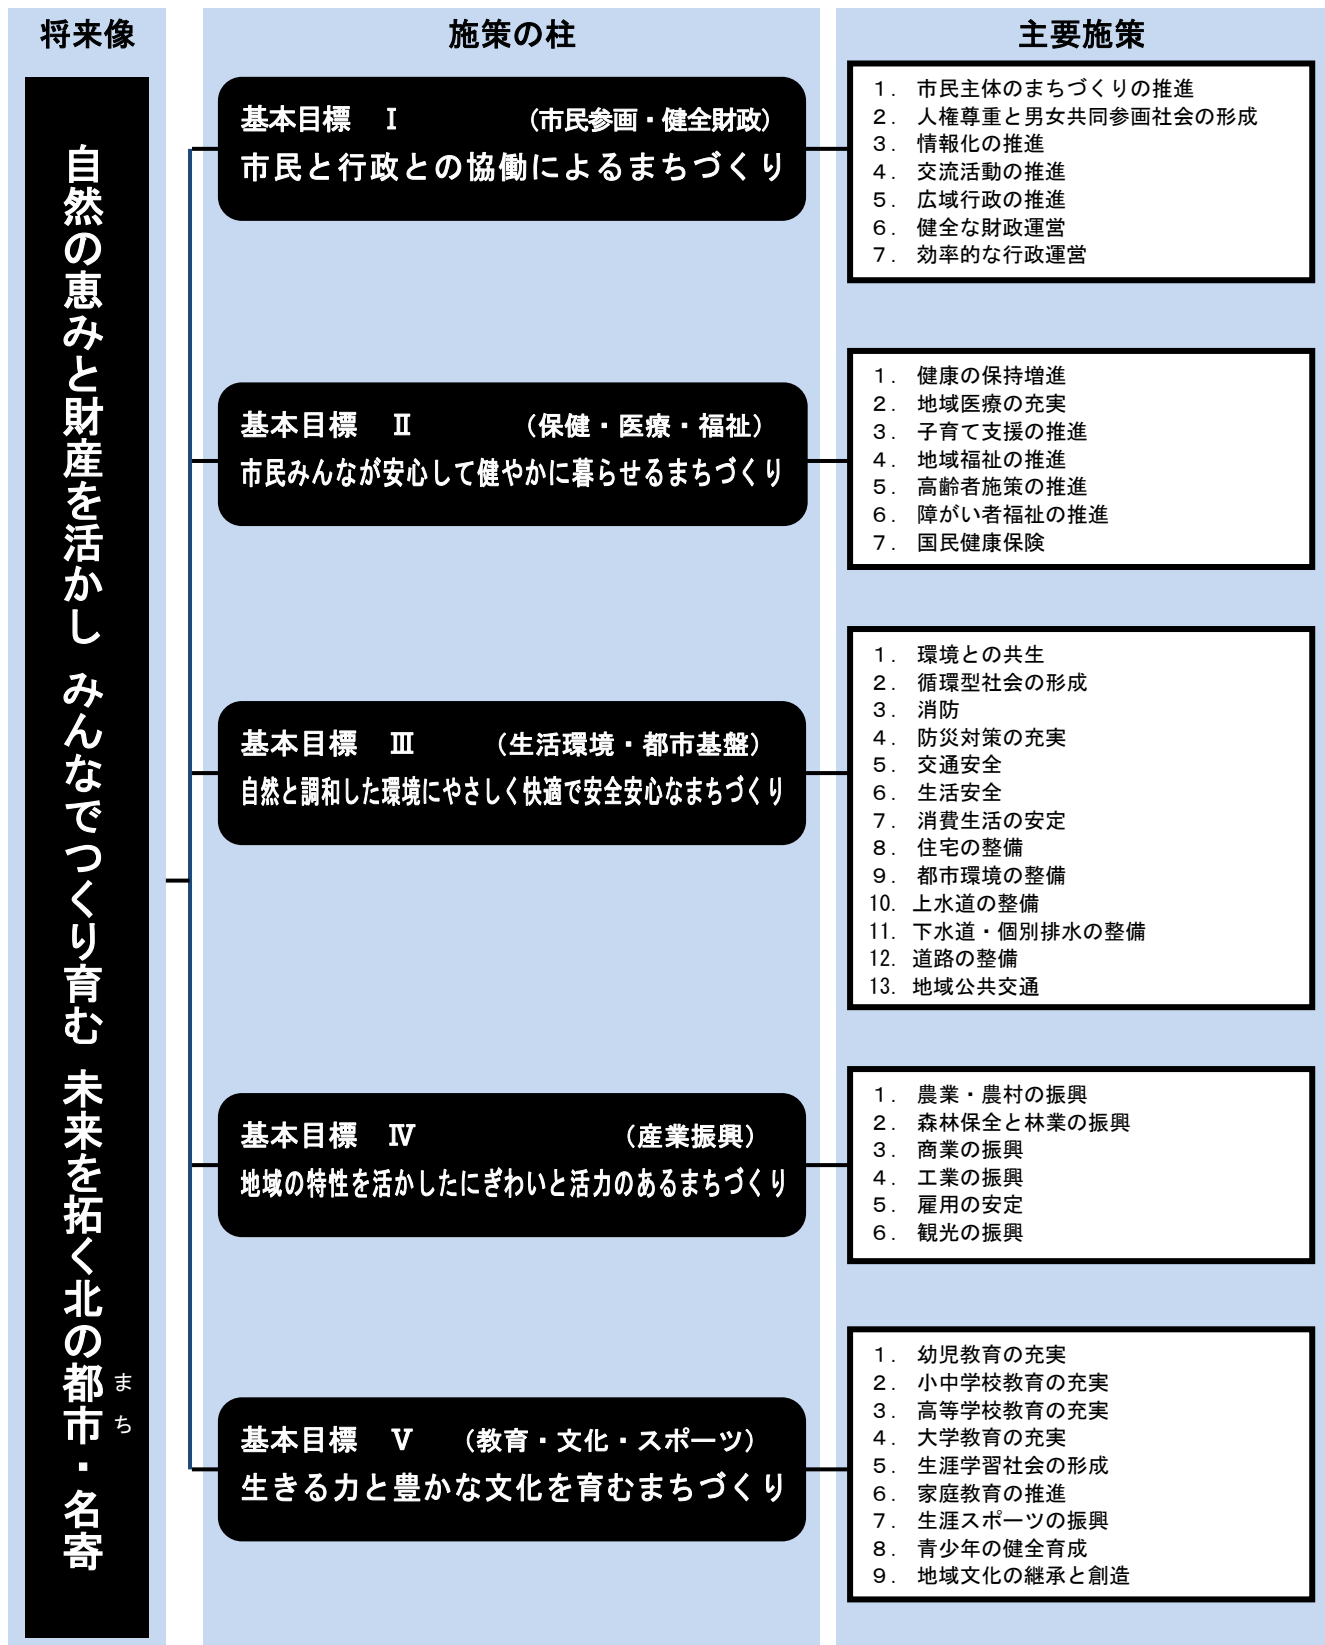 将来像
自然の恵みと財産を活かし みんなでつくり育む 未来を拓く北の都市・名寄
まち
施策の柱
基本目標 Ⅰ （市民参画・健全財政）
市民と行政との協働によるまちづくり
基本目標 Ⅱ （保健・医療・福祉）
市民みんなが安心して健やかに暮らせるまちづくり
基本目標 Ⅲ （生活環境・都市基盤）
自然と調和した環境にやさしく快適で安全安心なまちづくり
基本目標 Ⅳ （産業振興）
地域の特性を活かしたにぎわいと活力のあるまちづくり
基本目標 Ⅴ （教育・文化・スポーツ）
生きる力と豊かな文化を育むまちづくり
主要施策
１． 市民主体のまちづくりの推進
２． 人権尊重と男女共同参画社会の形成
３． 情報化の推進
４． 交流活動の推進
５． 広域行政の推進
６． 健全な財政運営
７． 効率的な行政運営
１． 健康の保持増進
２． 地域医療の充実
３． 子育て支援の推進
４． 地域福祉の推進
５． 高齢者施策の推進
６． 障がい者福祉の推進
７． 国民健康保険
１． 環境との共生
２． 循環型社会の形成
３． 消防
４． 防災対策の充実
５． 交通安全
６． 生活安全
７． 消費生活の安定
８． 住宅の整備
９． 都市環境の整備
10. 上水道の整備
11. 下水道・個別排水の整備
12. 道路の整備
13. 地域公共交通
１． 農業・農村の振興
２． 森林保全と林業の振興
３． 商業の振興
４． 工業の振興
５． 雇用の安定
６． 観光の振興
１． 幼児教育の充実
２． 小中学校教育の充実
３． 高等学校教育の充実
４． 大学教育の充実
５． 生涯学習社会の形成
６． 家庭教育の推進
７． 生涯スポーツの振興
８． 青少年の健全育成
９． 地域文化の継承と創造